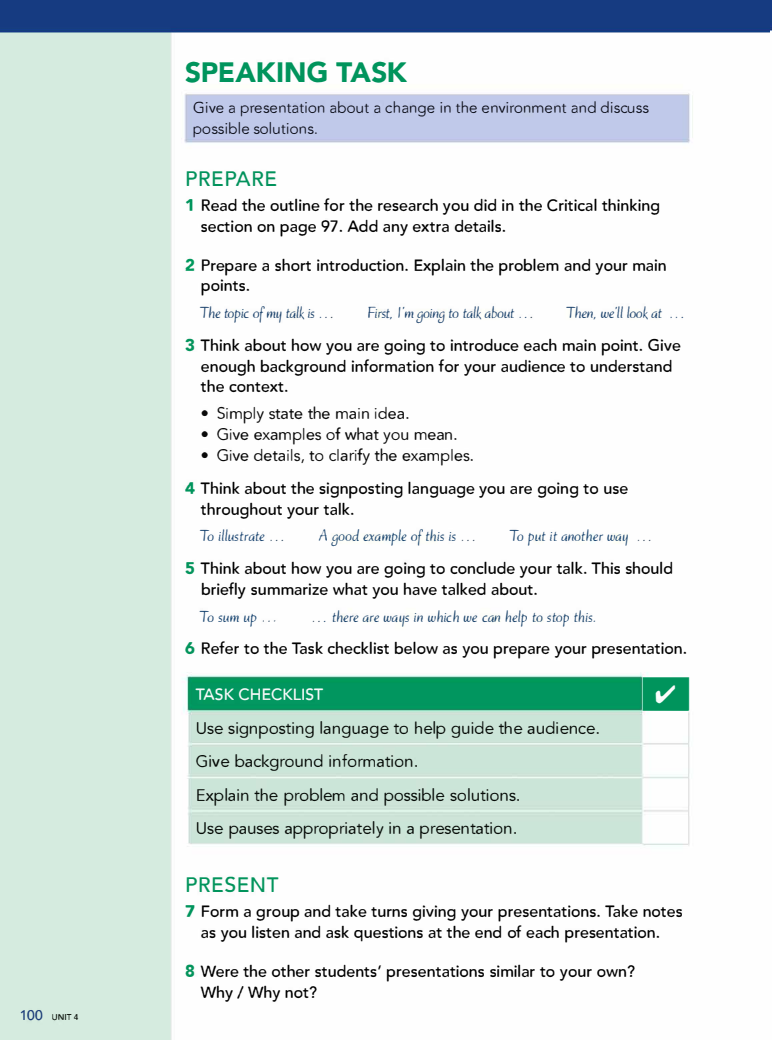 SPEAKING TASK
Give a presentation about a change in the environment and discuss
possible solutions.
PREPARE
1 Read the outline for the research you did in the Critical thinking
section on page 97. Add any extra details.
2 Prepare a short introduction. Explain the problem and your main
points.
The topic of my talk is ... First, I'm going to talk about ... Then, we'll look at ...
3 Think about how you are going to introduce each main point. Give
enough background information for your audience to understand
the context.
• Simply state the main idea.
• Give examples of what you mean.
• Give details, to clarify the examples.
4 Think about the signposting language you are going to use
throughout your talk.
To illustrate ... A good example of this is ... To put it another way ...
5 Think about how you are going to conclude your talk. This should
briefly summarize what you have talked about.
To sum up ... ... there are ways in which we can help to stop this.
6 Refer to the Task checklist below as you prepare your presentation.
TASK CHECKLIST ✔
Use signposting language to help guide the audience.
Give background information.
Explain the problem and possible solutions.
Use pauses appropriately in a presentation.
PRESENT
7 Form a group and take turns giving your presentations. Take notes
as you listen and ask questions at the end of each presentation.
8 Were the other students' presentations similar to your own?
Why / Why not?
100 UNIT 4